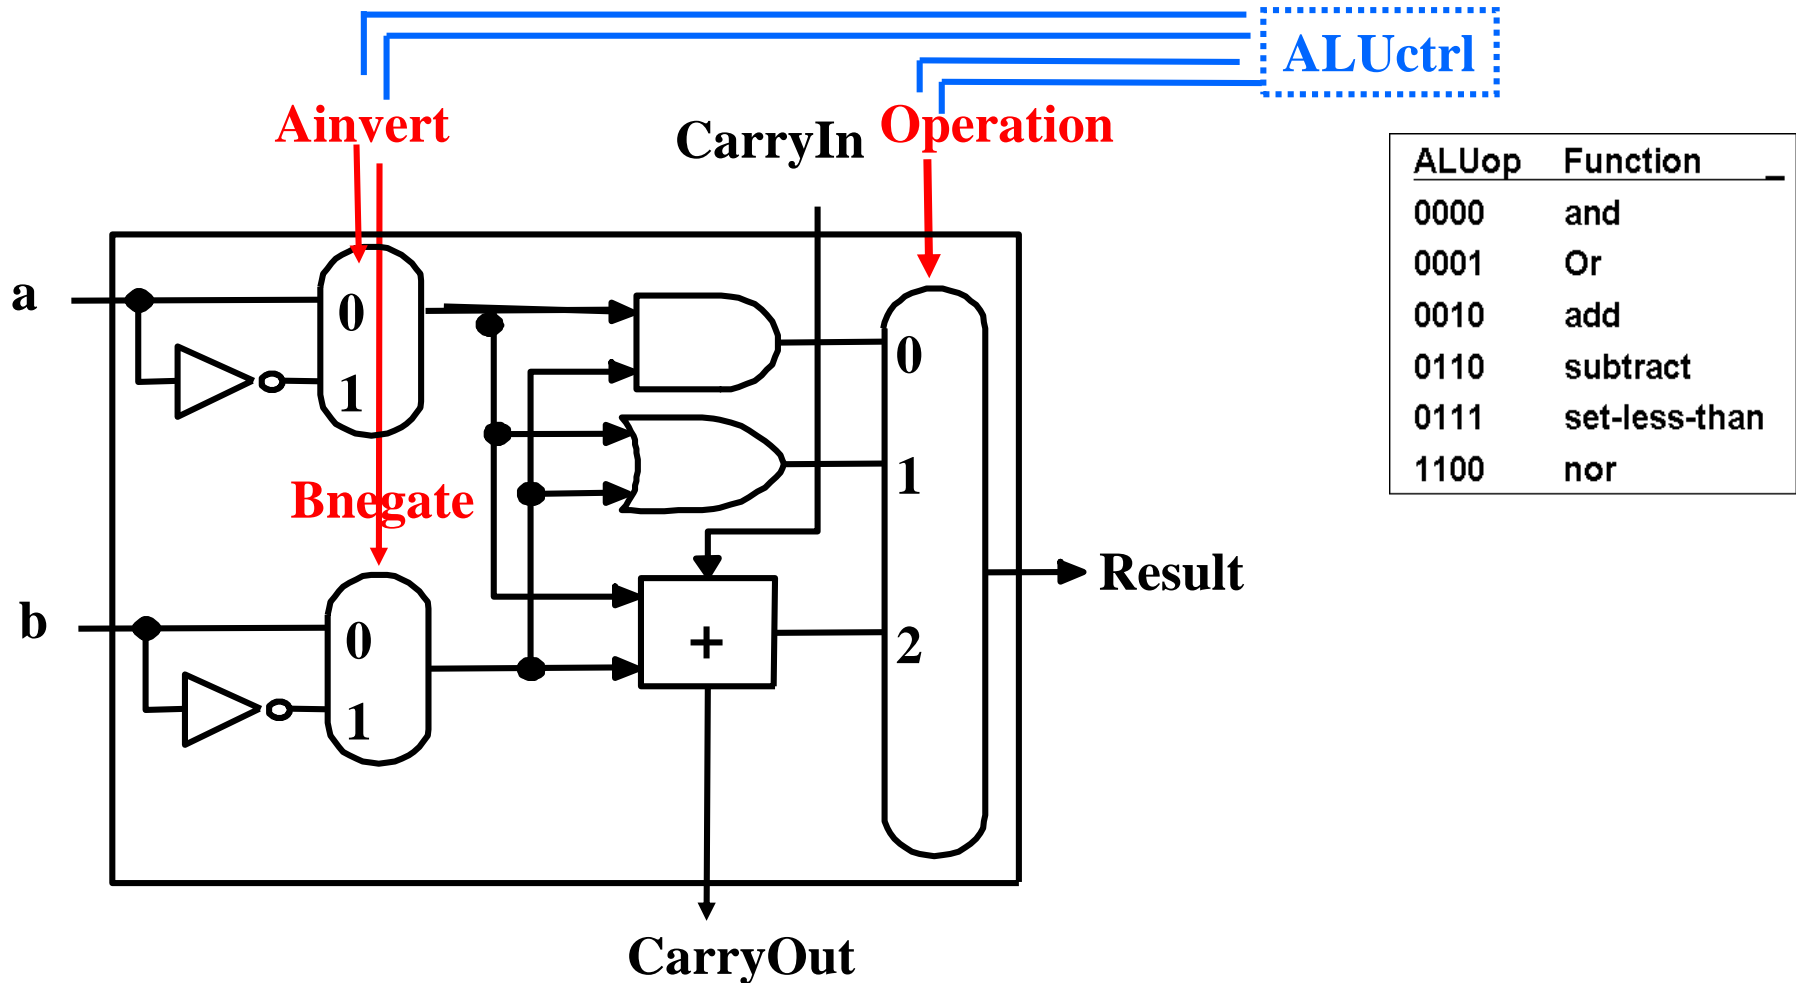 ALUctrl
Ainvert
CarryIn
Operation
ALUop Function _
0000 and
0001 Or
0010 add
0110 subtract
0111 set-less-than
1100 nor
a
0
1
0
1
Bnegate
Result
b
0
1
+
2
CarryOut